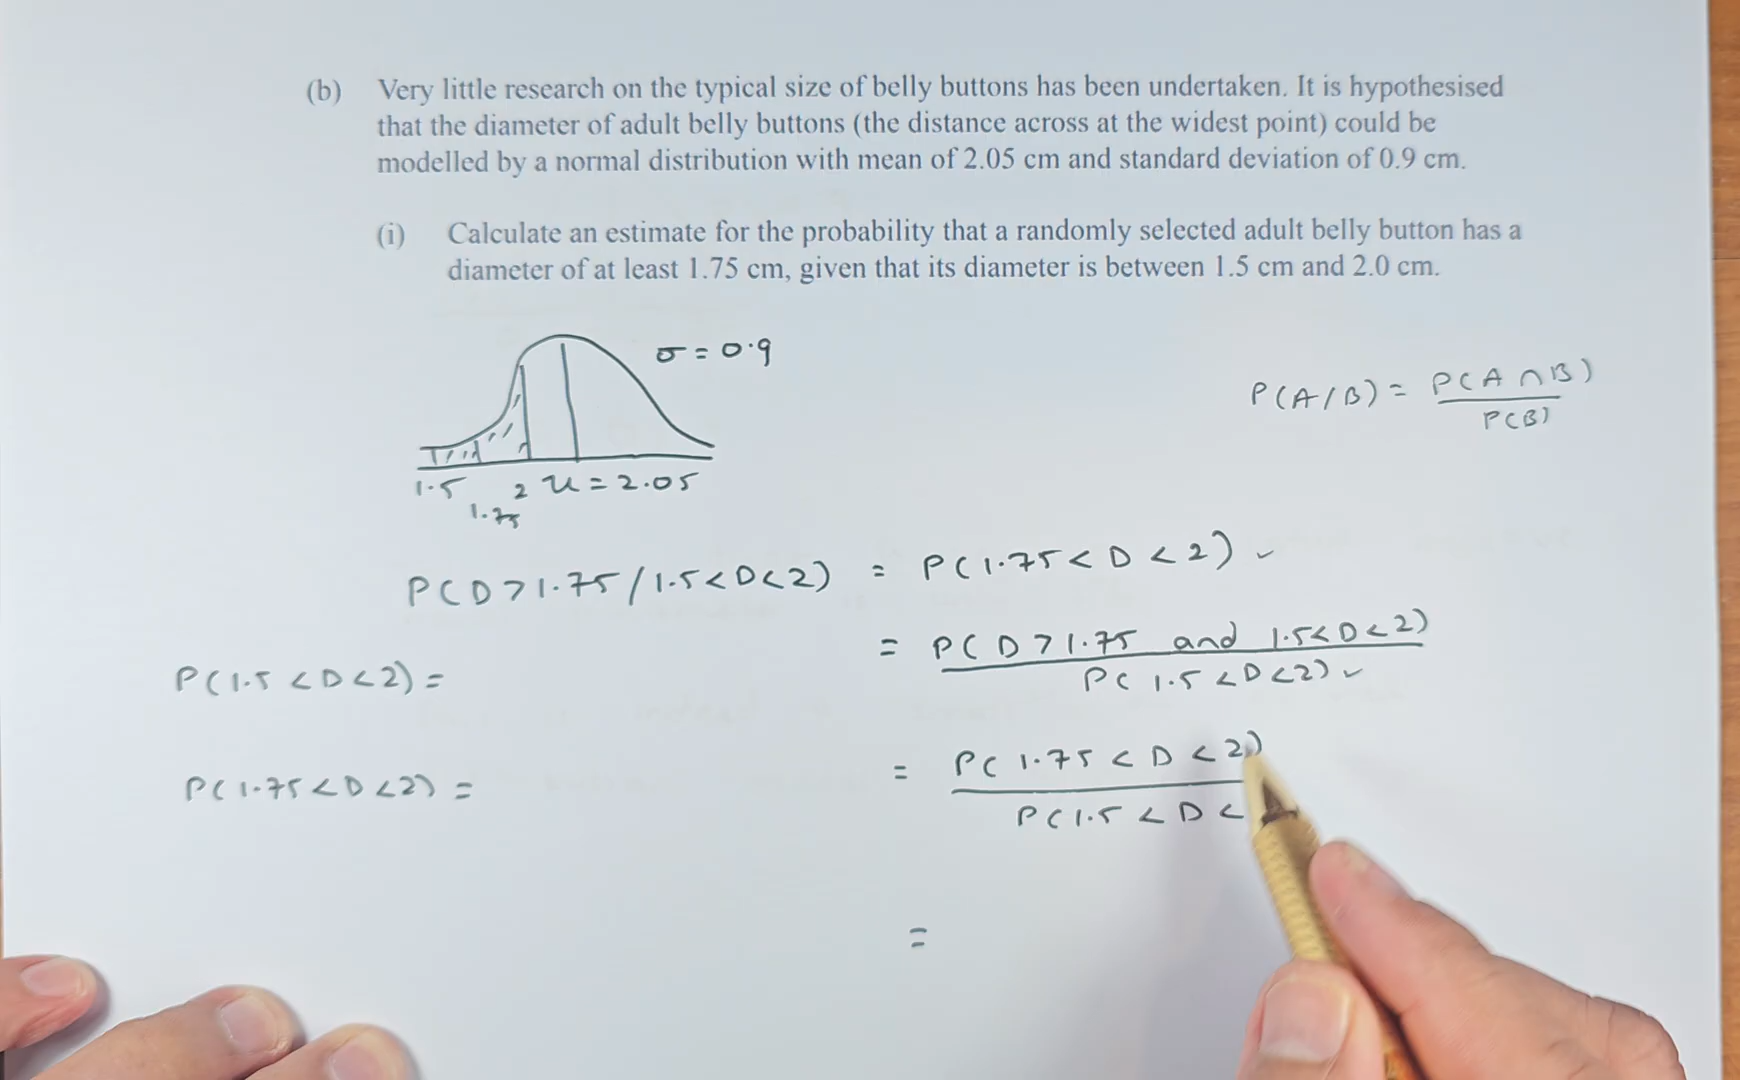 (b) Very little research on the typical size of belly buttons has been undertaken. It is hypothesised
that the diameter of adult belly buttons (the distance across at the widest point) could be
modelled by a normal distribution with mean of 2.05 cm and standard deviation of 0.9 cm.
(i) Calculate an estimate for the probability that a randomly selected adult belly button has a
diameter of at least 1.75 cm, given that its diameter is between 1.5 cm and 2.0 cm.
σ = 0.9
P(A/B) = P(A ∩ B)
P(B)
1.5 2 μ = 2.05
1.75
P(D > 1.75 / 1.5 < D < 2) = P(1.75 < D < 2) ✓
= P(D > 1.75 and 1.5 < D < 2)
P(1.5 < D < 2) ✓
P(1.5 < D < 2) =
= P(1.75 < D < 2)
P(1.5 < D <
P(1.75 < D < 2) =
=